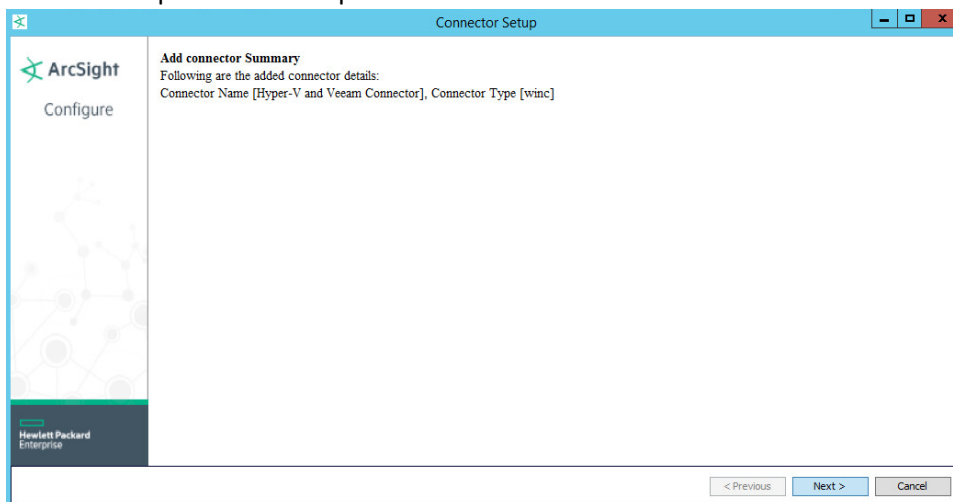 Connector Setup
ArcSight
Configure
Add connector Summary
Following are the added connector details:
Connector Name [Hyper-V and Veeam Connector], Connector Type [winc]
Hewlett Packard
Enterprise
< Previous
Next >
Cancel